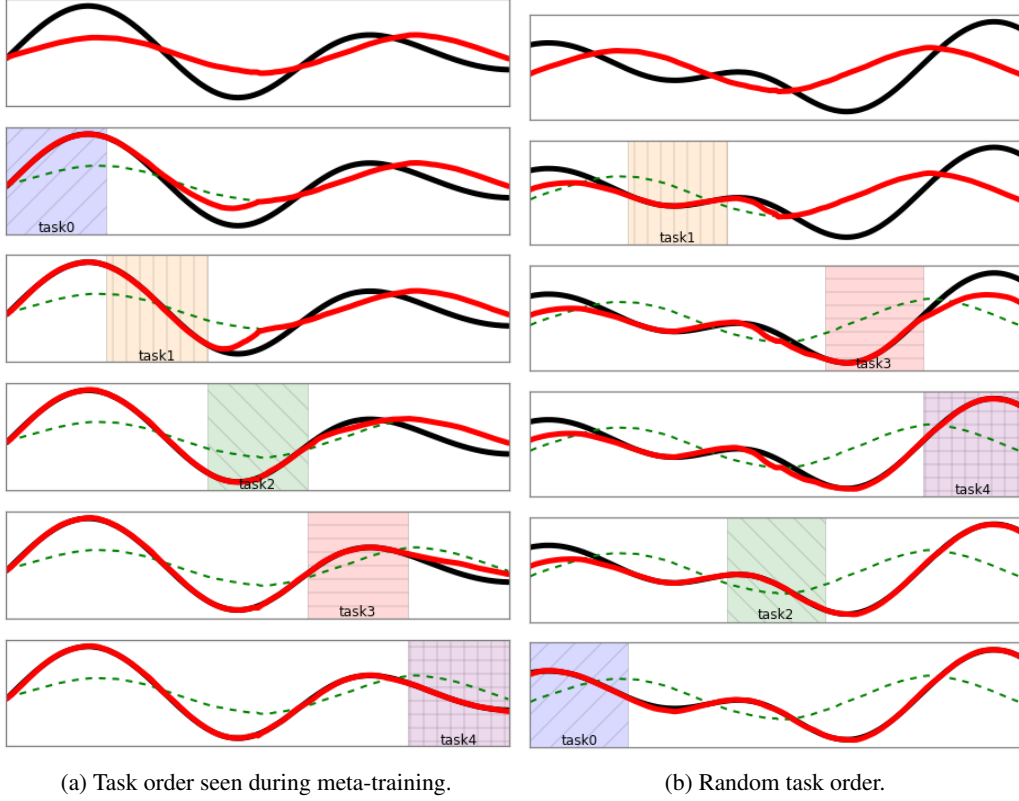 task0
task1
task2
task3
task4
(a) Task order seen during meta-training.
task1
task3
task4
task2
task0
(b) Random task order.